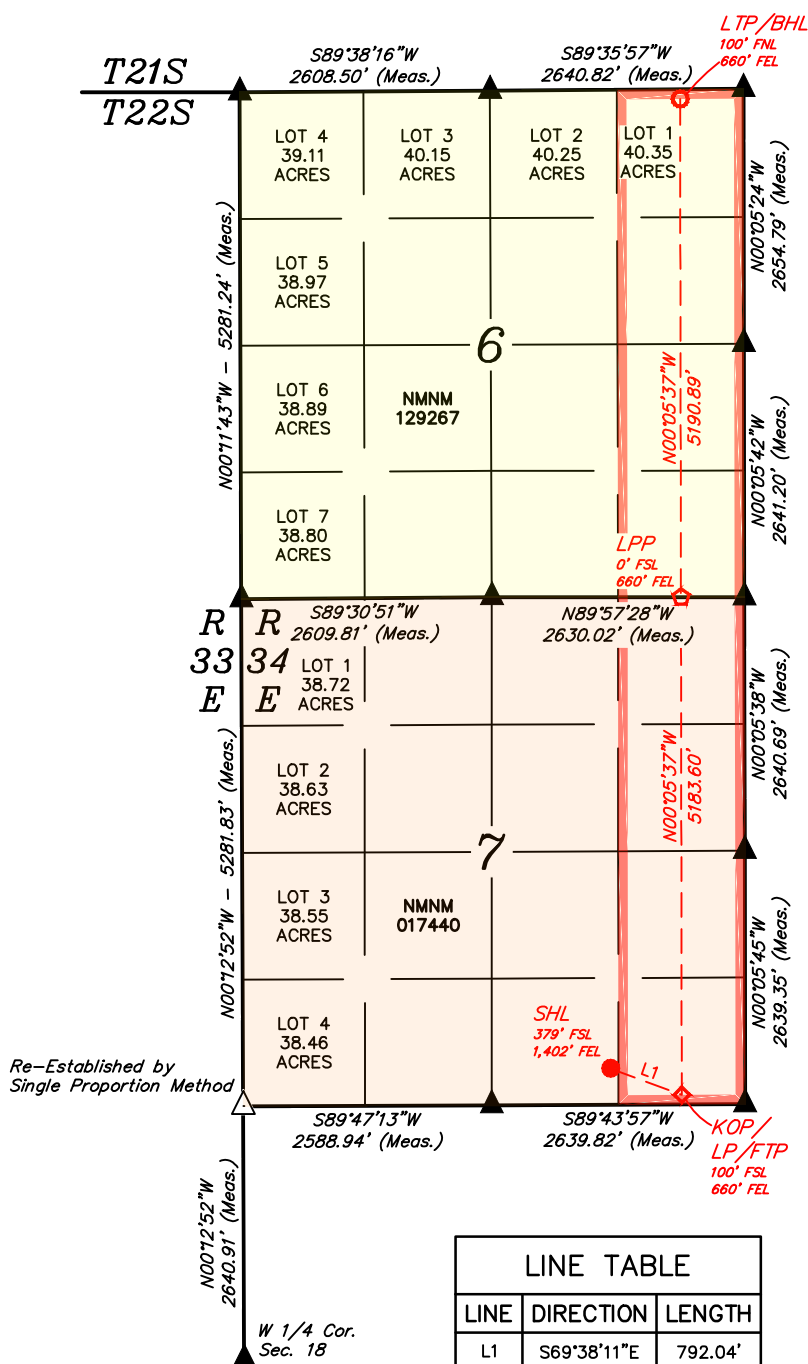 LTP/BHL
100' FNL
660' FEL
T21S
T22S
S89°38'16"W
2608.50' (Meas.)
S89°35'57"W
2640.82' (Meas.)
LOT 4
39.11
ACRES
LOT 3
40.15
ACRES
LOT 2
40.25
ACRES
LOT 1
40.35
ACRES
N00°05'24"W
2654.79' (Meas.)
N00°11'43"W - 5281.24' (Meas.)
LOT 5
38.97
ACRES
6
LOT 6
38.89
ACRES
NMNM
129267
N00°05'37"W
5190.89'
N00°05'42"W
2641.20' (Meas.)
LOT 7
38.80
ACRES
LPP
0' FSL
660' FEL
S89°30'51"W
2609.81' (Meas.)
N89°57'28"W
2630.02' (Meas.)
R R
33 34
E E
LOT 1
38.72
ACRES
N00°05'38"W
2640.69' (Meas.)
LOT 2
38.63
ACRES
N00°05'37"W
5183.60'
N00°12'52"W - 5281.83' (Meas.)
7
LOT 3
38.55
ACRES
NMNM
017440
N00°05'45"W
2639.35' (Meas.)
LOT 4
38.46
ACRES
SHL
379' FSL
1,402' FEL
L1
Re-Established by
Single Proportion Method
S89°47'13"W
2588.94' (Meas.)
S89°43'57"W
2639.82' (Meas.)
KOP/
LP/FTP
100' FSL
660' FEL
N00°12'52"W
2640.91' (Meas.)
W 1/4 Cor.
Sec. 18
LINE TABLE
LINE DIRECTION LENGTH
L1 S69°38'11"E 792.04'